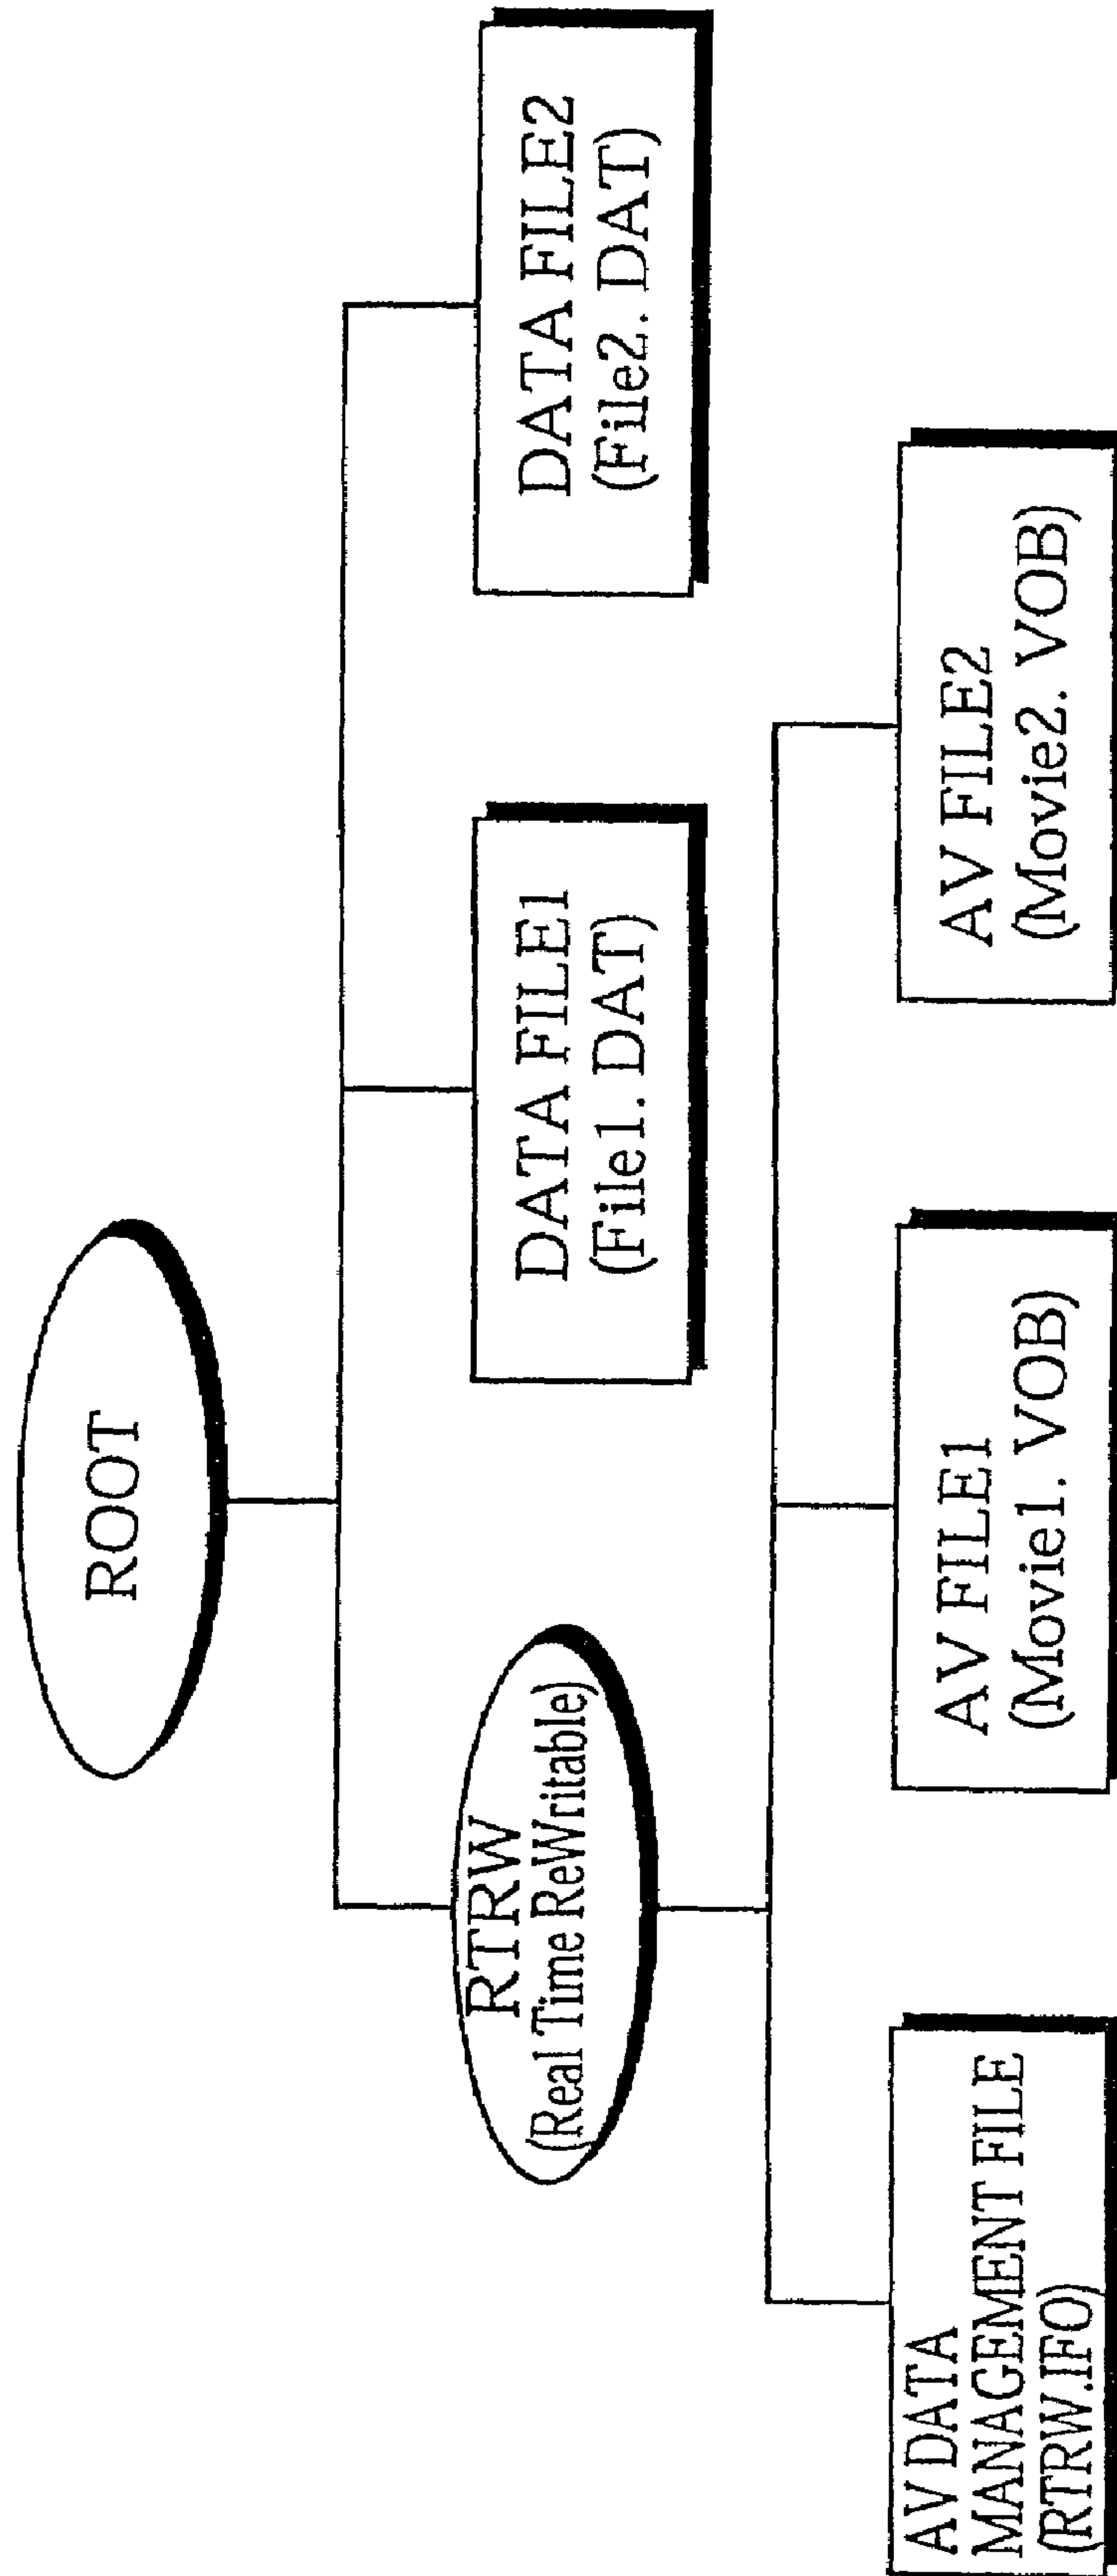 ROOT
RTRW
(Real Time ReWritable)
DATA FILE1
(File1. DAT)
DATA FILE2
(File2. DAT)
AV DATA
MANAGEMENT FILE
(RTRW.IFO)
AV FILE1
(Movie1. VOB)
AV FILE2
(Movie2. VOB)